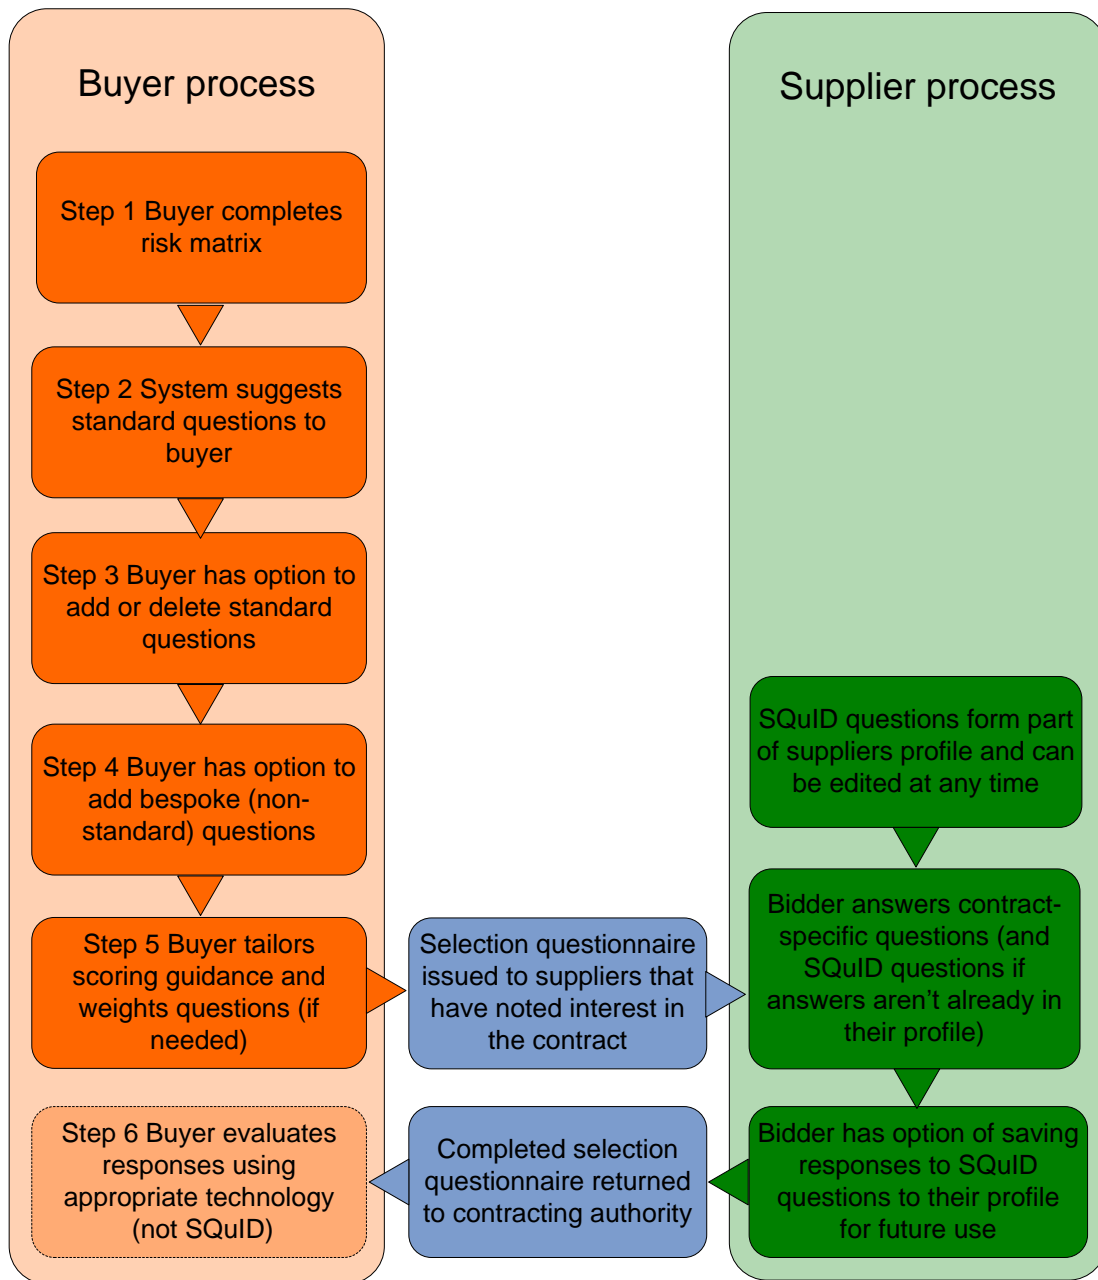 Buyer process
Step 1 Buyer completes
risk matrix
Step 2 System suggests
standard questions to
buyer
Step 3 Buyer has option to
add or delete standard
questions
Step 4 Buyer has option to
add bespoke (non-
standard) questions
Step 5 Buyer tailors
scoring guidance and
weights questions (if
needed)
Step 6 Buyer evaluates
responses using
appropriate technology
(not SQuID)
Selection questionnaire
issued to suppliers that
have noted interest in
the contract
Completed selection
questionnaire returned
to contracting authority
Supplier process
SQuID questions form part
of suppliers profile and can
be edited at any time
Bidder answers contract-
specific questions (and
SQuID questions if
answers aren’t already in
their profile)
Bidder has option of saving
responses to SQuID
questions to their profile
for future use